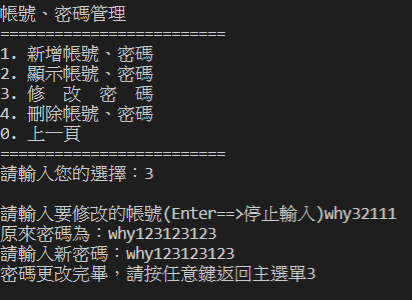 帳號、密碼管理
=========================
1. 新增帳號、密碼
2. 顯示帳號、密碼
3. 修 改 密 碼
4. 刪除帳號、密碼
0. 上一頁
=========================
請輸入您的選擇：3
請輸入要修改的帳號(Enter==>停止輸入)why32111
原來密碼為：why123123123
請輸入新密碼：why123123123
密碼更改完畢，請按任意鍵返回主選單3